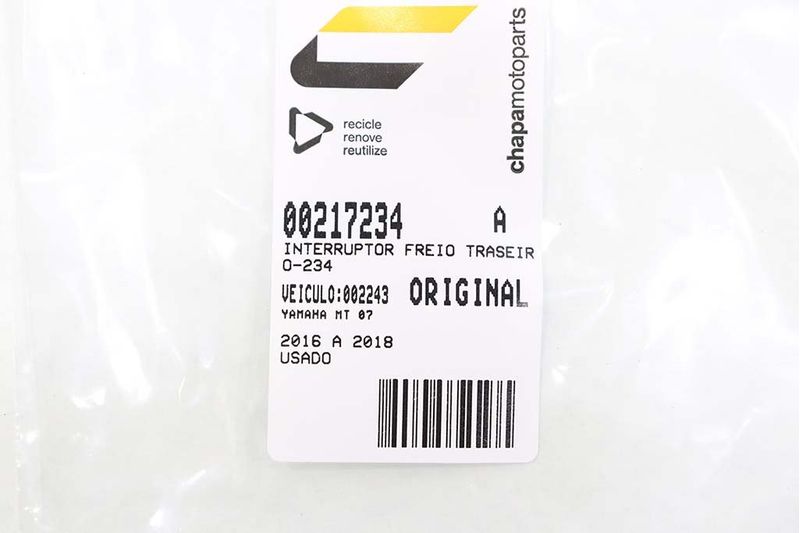 chapamotoparts
recicle
renove
reutilize
00217234 A
INTERRUPTOR FREIO TRASEIR
O-234
VEICULO:002243 ORIGINAL
YAMAHA MT 07
2016 A 2018
USADO